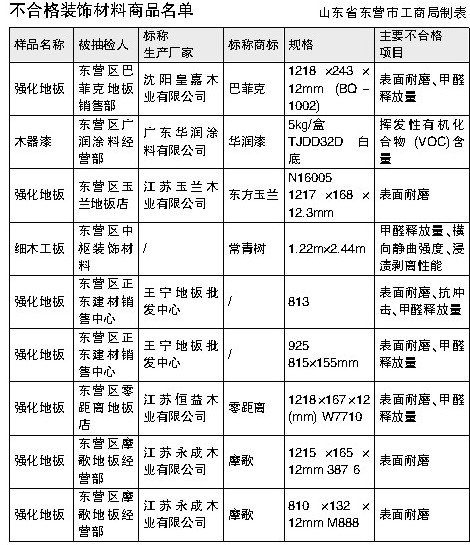 不合格装饰材料商品名单
山东省东营市工商局制表
样品名称 被抽检人 标称生产厂家 标称商标 规格 主要不合格项目
强化地板 东营区巴菲克地板销售部 沈阳皇嘉木业有限公司 巴菲克 1218 ×243 × 12mm (BQ－1002) 表面耐磨、甲醛释放量
木器漆 东营区广润涂料经营部 广东华润涂料有限公司 华润漆 5kg/盒 TJDD32D 白底 挥发性有机化合物 (VOC)含量
强化地板 东营区玉兰地板店 江苏玉兰木业有限公司 东方玉兰 N16005 1217 ×168 × 12.3mm 表面耐磨
细木工板 东营区中枢装饰材料 / 常青树 1.22m×2.44m 甲醛释放量、横向静曲强度、浸渍剥离性能
强化地板 东营区正东建材销售中心 王宁地板批发中心 / 813 表面耐磨、抗冲击、甲醛释放量
强化地板 东营区正东建材销售中心 王宁地板批发中心 / 925 815×155mm 表面耐磨、甲醛释放量
强化地板 东营区零距离地板店 江苏恒益木业有限公司 零距离 1218×167×12 (mm) W7710 表面耐磨、甲醛释放量
强化地板 东营区摩歌地板经营部 江苏永成木业有限公司 摩歌 1215 ×165 × 12mm 387 6 表面耐磨
强化地板 东营区摩歌地板经营部 江苏永成木业有限公司 摩歌 810 ×132 × 12mm M888 表面耐磨